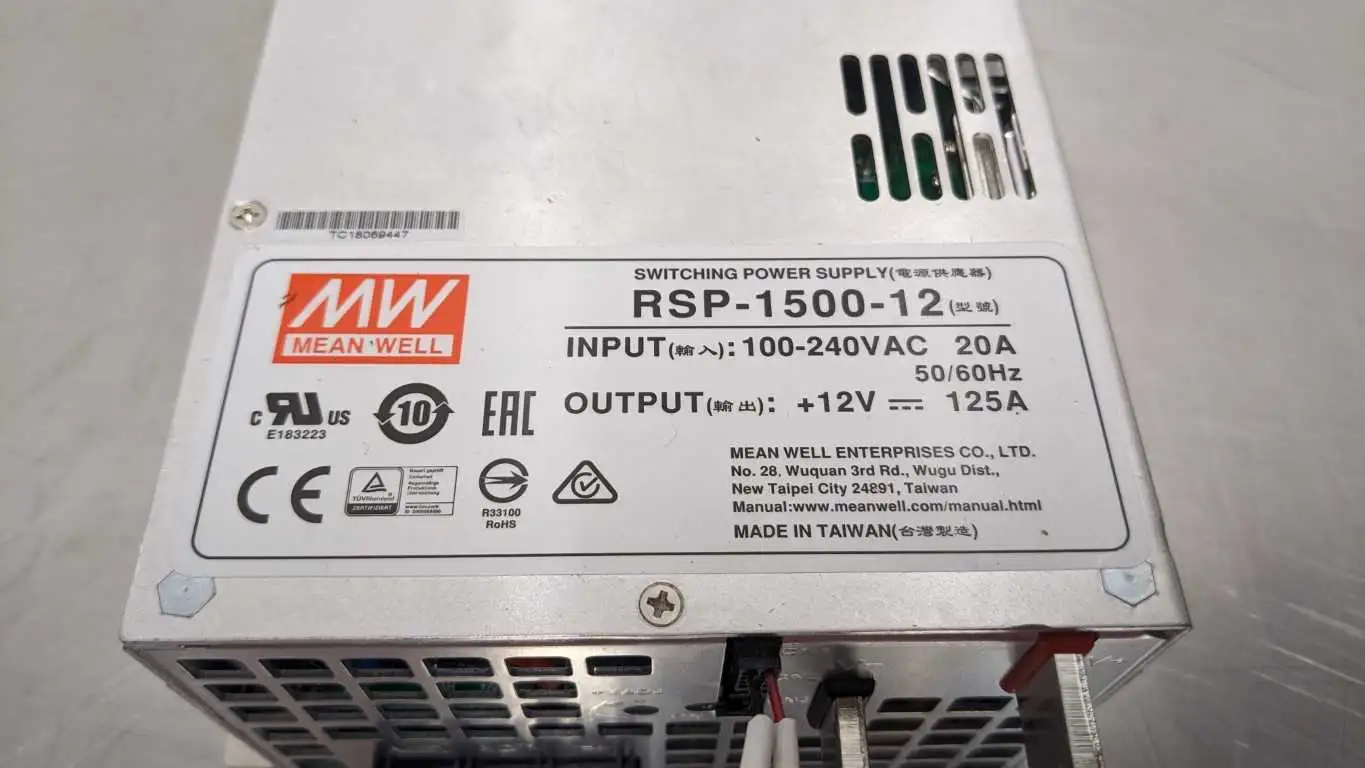 TC18069447
MW
MEAN WELL
SWITCHING POWER SUPPLY(電源供應器)
RSP-1500-12(型號)
INPUT(輸入): 100-240VAC 20A
50/60Hz
OUTPUT(輸出): +12V 125A
C RU US
E183223
10
EAC
CE
TÜVRheinland
ZERTIFIZIERT
R33100
RoHS
MEAN WELL ENTERPRISES CO., LTD.
No. 28, Wuquan 3rd Rd., Wugu Dist.,
New Taipei City 24891, Taiwan
Manual:www.meanwell.com/manual.html
MADE IN TAIWAN(台灣製造)